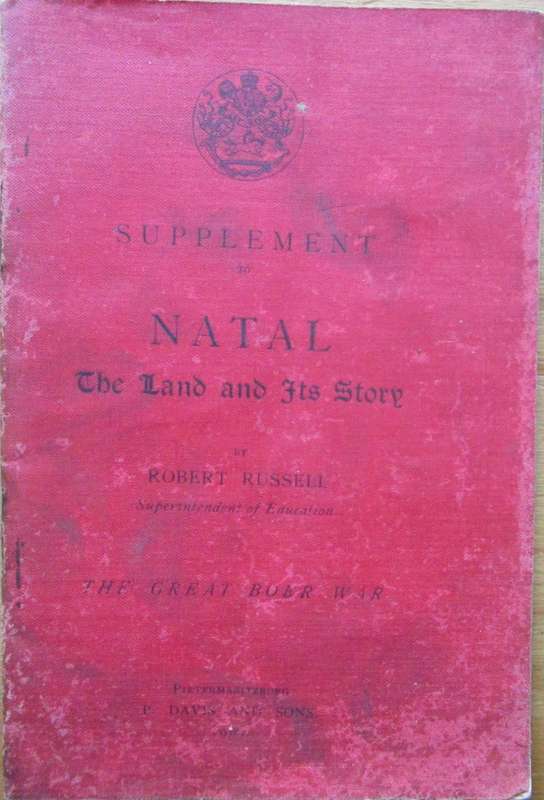 SUPPLEMENT
TO
NATAL
The Land and Its Story
BY
ROBERT RUSSELL
Superintendent of Education
THE GREAT BOER WAR
PIETERMARITZBURG
P. DAVIS AND SONS